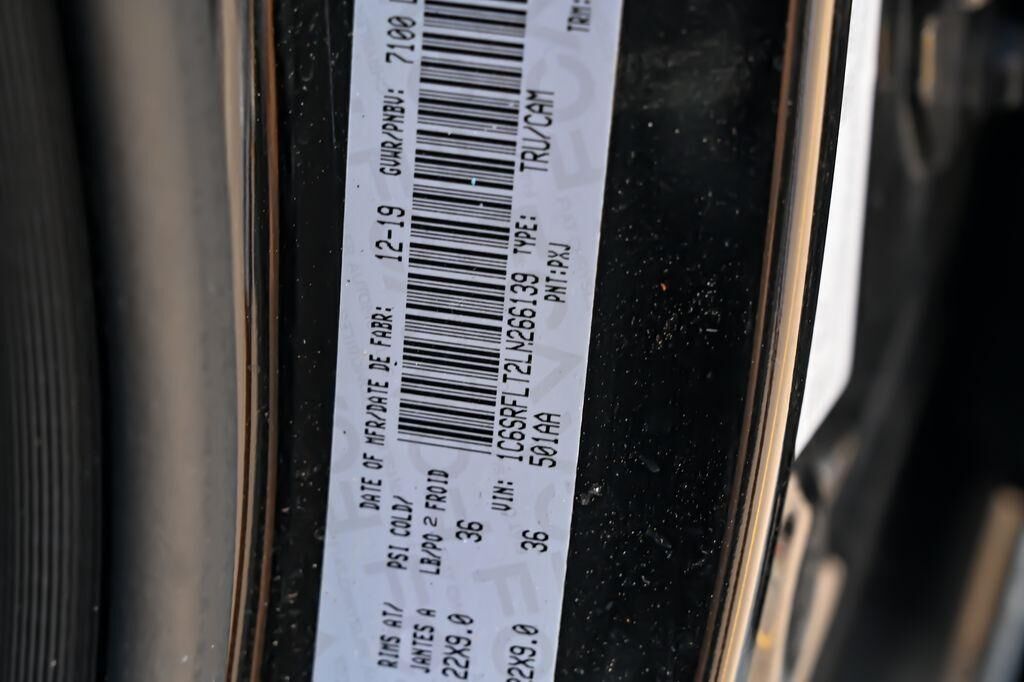 DATE OF MFR/DATE DE FABR: 12-19 GVWR/PNBV: 7100
RIMS AT/ PSI COLD/
JANTES A LB/PO 2 FROID
22X9.0 36
VIN: 1C6SRFLT2LN266139 TYPE: TRU/CAM
22X9.0 36 501AA PNT:PXJ TRM: